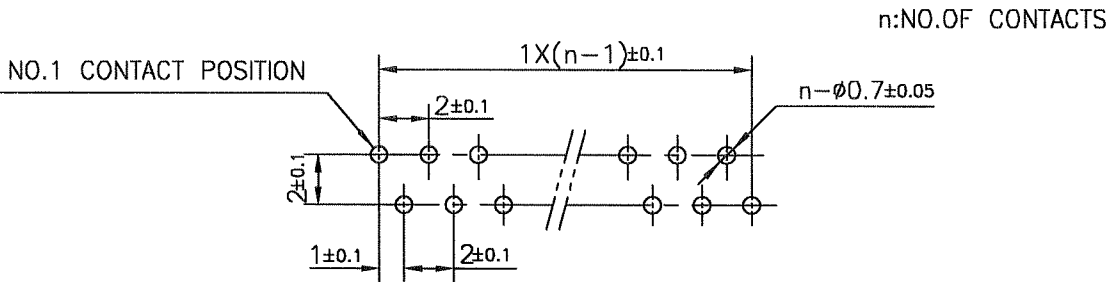 n:NO.OF CONTACTS
1X(n-1)±0.1
NO.1 CONTACT POSITION
n-φ0.7±0.05
2±0.1
2±0.1
1±0.1
2±0.1